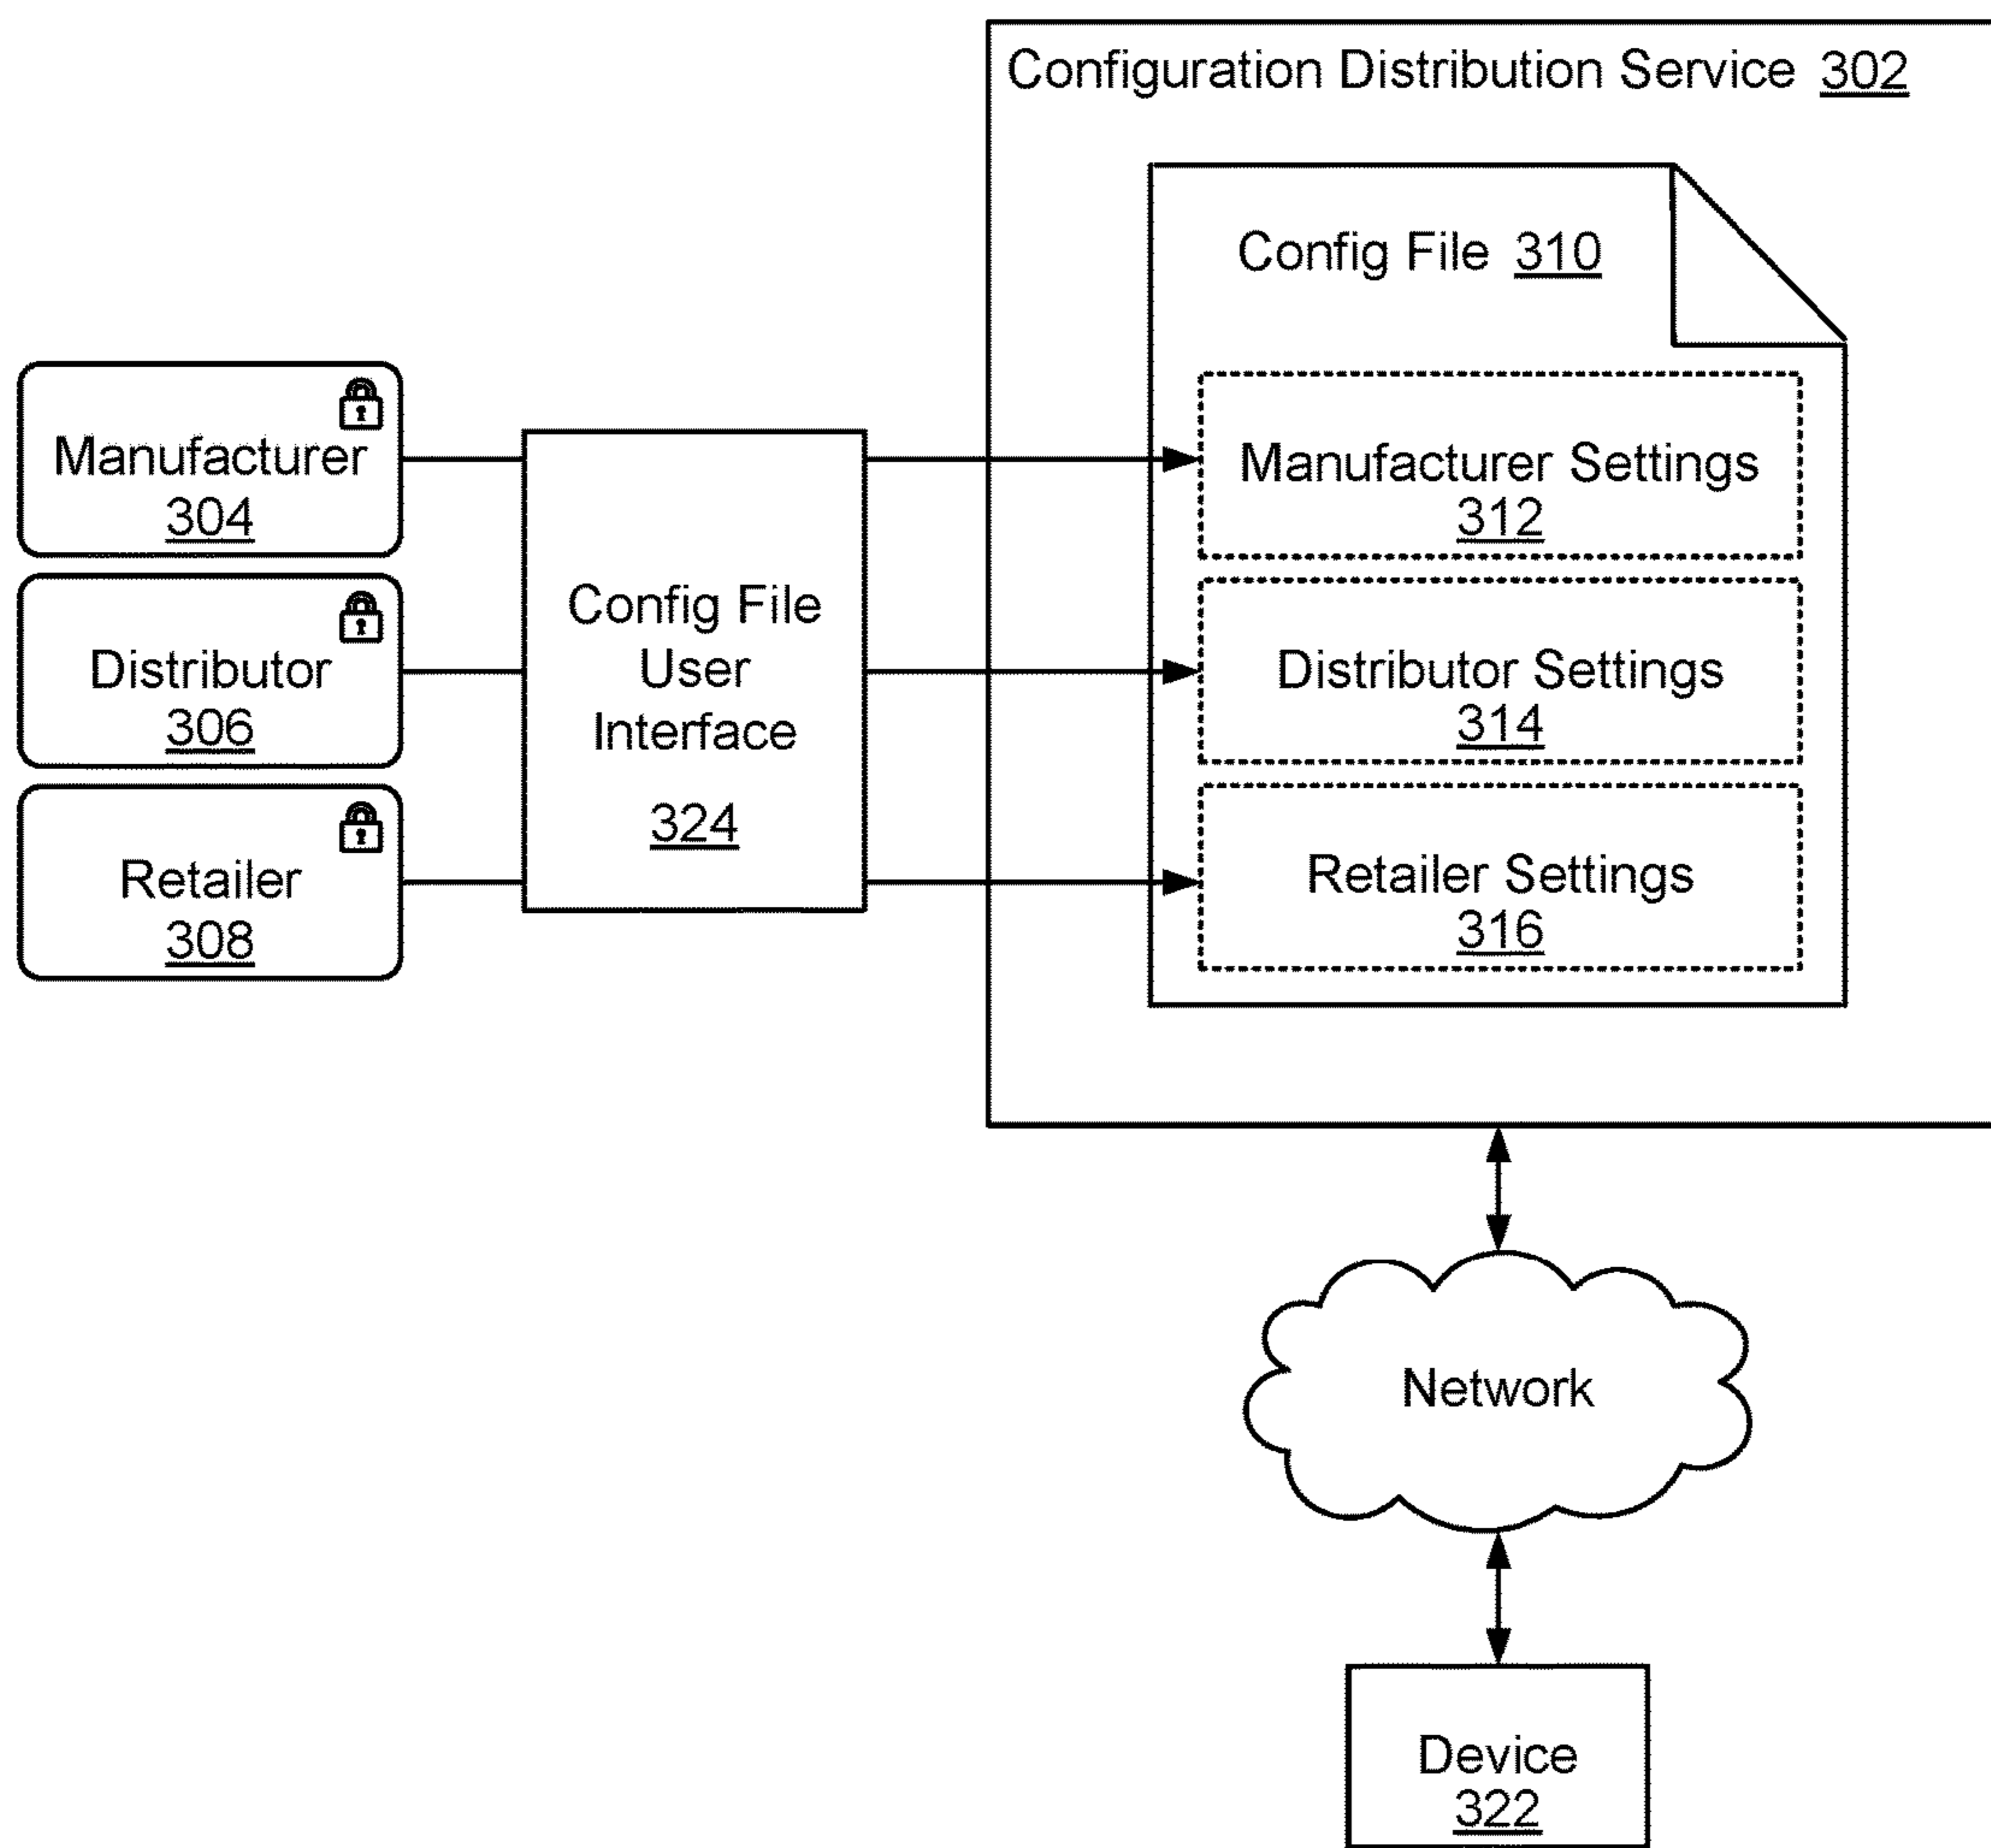 Configuration Distribution Service 302
Config File 310
Manufacturer
304
Distributor
306
Retailer
308
Config File
User
Interface
324
Manufacturer Settings
312
Distributor Settings
314
Retailer Settings
316
Network
Device
322